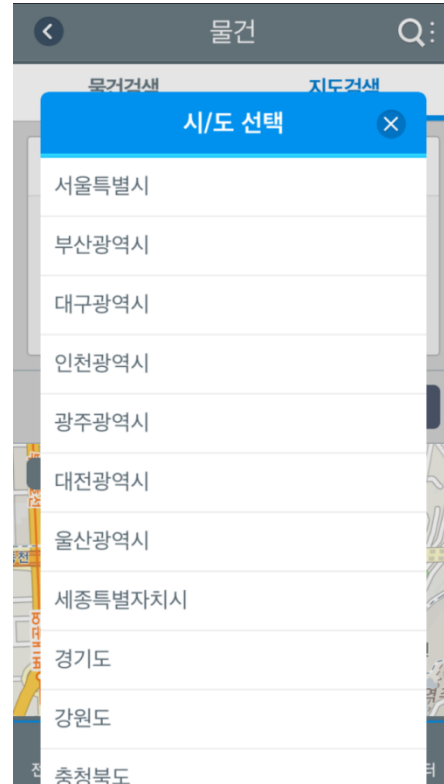 물건
물건검색 지도검색
시/도 선택
서울특별시
부산광역시
대구광역시
인천광역시
광주광역시
대전광역시
울산광역시
세종특별자치시
경기도
강원도
충청북도